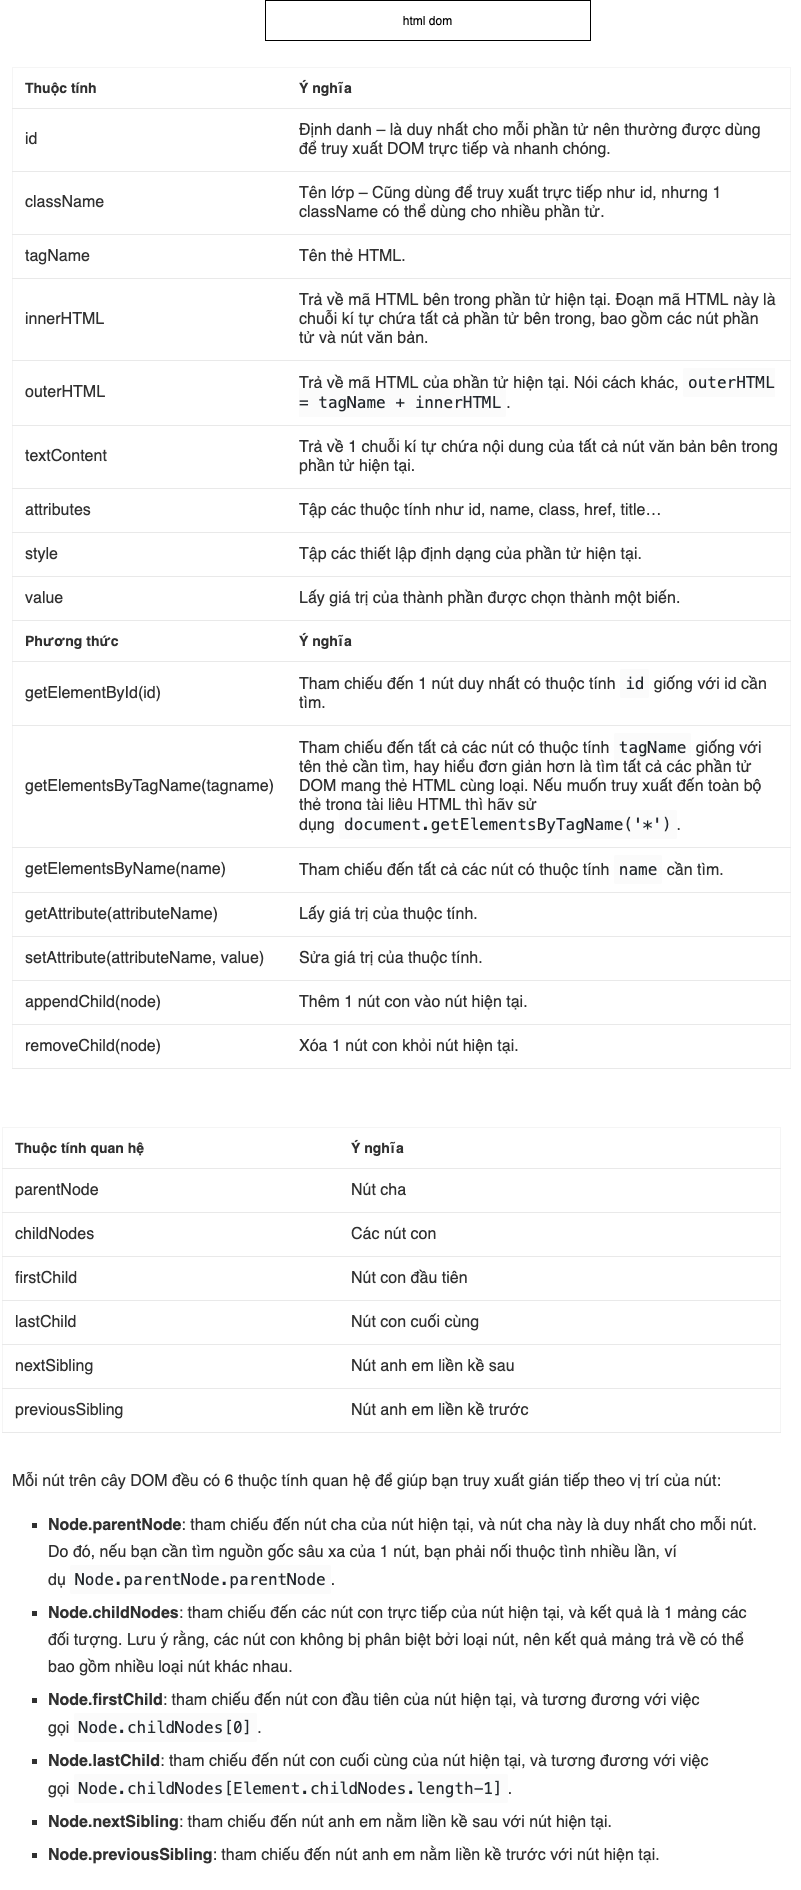 html dom
Thuộc tính Ý nghĩa
id
Định danh – là duy nhất cho mỗi phần tử nên thường được dùng
để truy xuất DOM trực tiếp và nhanh chóng.
className
Tên lớp – Cũng dùng để truy xuất trực tiếp như id, nhưng 1
className có thể dùng cho nhiều phần tử.
tagName Tên thẻ HTML.
innerHTML
Trả về mã HTML bên trong phần tử hiện tại. Đoạn mã HTML này là
chuỗi kí tự chứa tất cả phần tử bên trong, bao gồm các nút phần
tử và nút văn bản.
outerHTML
Trả về mã HTML của phần tử hiện tại. Nói cách khác, outerHTML
= tagName + innerHTML .
textContent
Trả về 1 chuỗi kí tự chứa nội dung của tất cả nút văn bản bên trong
phần tử hiện tại.
attributes Tập các thuộc tính như id, name, class, href, title…
style Tập các thiết lập định dạng của phần tử hiện tại.
value Lấy giá trị của thành phần được chọn thành một biến.
Phương thức Ý nghĩa
getElementById(id)
Tham chiếu đến 1 nút duy nhất có thuộc tính id giống với id cần
tìm.
getElementsByTagName(tagname)
Tham chiếu đến tất cả các nút có thuộc tính tagName giống với
tên thẻ cần tìm, hay hiểu đơn giản hơn là tìm tất cả các phần tử
DOM mang thẻ HTML cùng loại. Nếu muốn truy xuất đến toàn bộ
thẻ trong tài liệu HTML thì hãy sử
dụng document.getElementsByTagName('*') .
getElementsByName(name) Tham chiếu đến tất cả các nút có thuộc tính name cần tìm.
getAttribute(attributeName) Lấy giá trị của thuộc tính.
setAttribute(attributeName, value) Sửa giá trị của thuộc tính.
appendChild(node) Thêm 1 nút con vào nút hiện tại.
removeChild(node) Xóa 1 nút con khỏi nút hiện tại.
Thuộc tính quan hệ Ý nghĩa
parentNode Nút cha
childNodes Các nút con
firstChild Nút con đầu tiên
lastChild Nút con cuối cùng
nextSibling Nút anh em liền kề sau
previousSibling Nút anh em liền kề trước
Mỗi nút trên cây DOM đều có 6 thuộc tính quan hệ để giúp bạn truy xuất gián tiếp theo vị trí của nút:
▪ Node.parentNode: tham chiếu đến nút cha của nút hiện tại, và nút cha này là duy nhất cho mỗi nút.
Do đó, nếu bạn cần tìm nguồn gốc sâu xa của 1 nút, bạn phải nối thuộc tình nhiều lần, ví
dụ Node.parentNode.parentNode .
▪ Node.childNodes: tham chiếu đến các nút con trực tiếp của nút hiện tại, và kết quả là 1 mảng các
đối tượng. Lưu ý rằng, các nút con không bị phân biệt bởi loại nút, nên kết quả mảng trả về có thể
bao gồm nhiều loại nút khác nhau.
▪ Node.firstChild: tham chiếu đến nút con đầu tiên của nút hiện tại, và tương đương với việc
gọi Node.childNodes[0] .
▪ Node.lastChild: tham chiếu đến nút con cuối cùng của nút hiện tại, và tương đương với việc
gọi Node.childNodes[Element.childNodes.length-1] .
▪ Node.nextSibling: tham chiếu đến nút anh em nằm liền kề sau với nút hiện tại.
▪ Node.previousSibling: tham chiếu đến nút anh em nằm liền kề trước với nút hiện tại.